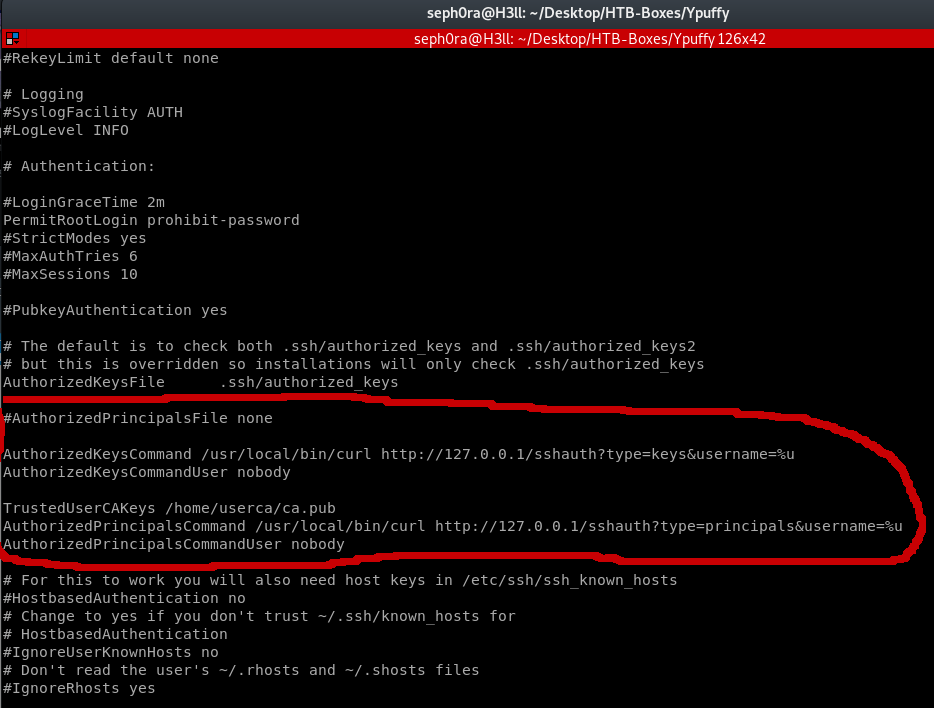 seph0ra@H3ll: ~/Desktop/HTB-Boxes/Ypuffy
seph0ra@H3ll: ~/Desktop/HTB-Boxes/Ypuffy 126x42
#RekeyLimit default none
# Logging
#SyslogFacility AUTH
#LogLevel INFO
# Authentication:
#LoginGraceTime 2m
PermitRootLogin prohibit-password
#StrictModes yes
#MaxAuthTries 6
#MaxSessions 10
#PubkeyAuthentication yes
# The default is to check both .ssh/authorized_keys and .ssh/authorized_keys2
# but this is overridden so installations will only check .ssh/authorized_keys
AuthorizedKeysFile      .ssh/authorized_keys
#AuthorizedPrincipalsFile none
AuthorizedKeysCommand /usr/local/bin/curl http://127.0.0.1/sshauth?type=keys&username=%u
AuthorizedKeysCommandUser nobody
TrustedUserCAKeys /home/userca/ca.pub
AuthorizedPrincipalsCommand /usr/local/bin/curl http://127.0.0.1/sshauth?type=principals&username=%u
AuthorizedPrincipalsCommandUser nobody
# For this to work you will also need host keys in /etc/ssh/ssh_known_hosts
#HostbasedAuthentication no
# Change to yes if you don't trust ~/.ssh/known_hosts for
# HostbasedAuthentication
#IgnoreUserKnownHosts no
# Don't read the user's ~/.rhosts and ~/.shosts files
#IgnoreRhosts yes